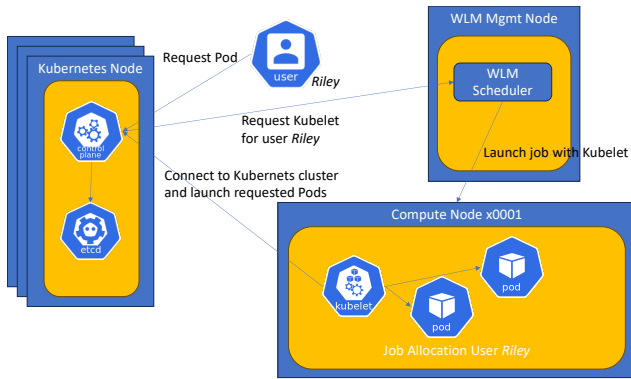 WLM Mgmt Node
Request Pod
user
Riley
Kubernetes Node
WLM
Scheduler
control
plane
Request Kubelet
for user Riley
Launch job with Kubelet
Connect to Kubernets cluster
and launch requested Pods
Compute Node x0001
etcd
kubelet
pod
pod
Job Allocation User Riley